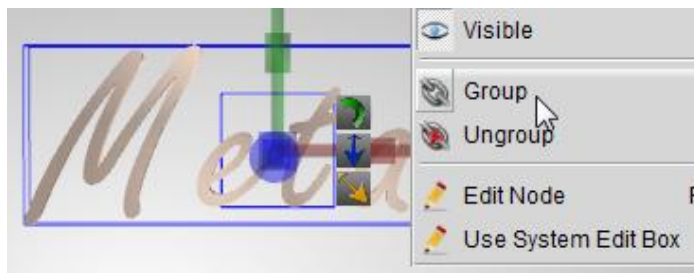 Meta
Visible
Group
Ungroup
Edit Node
Use System Edit Box